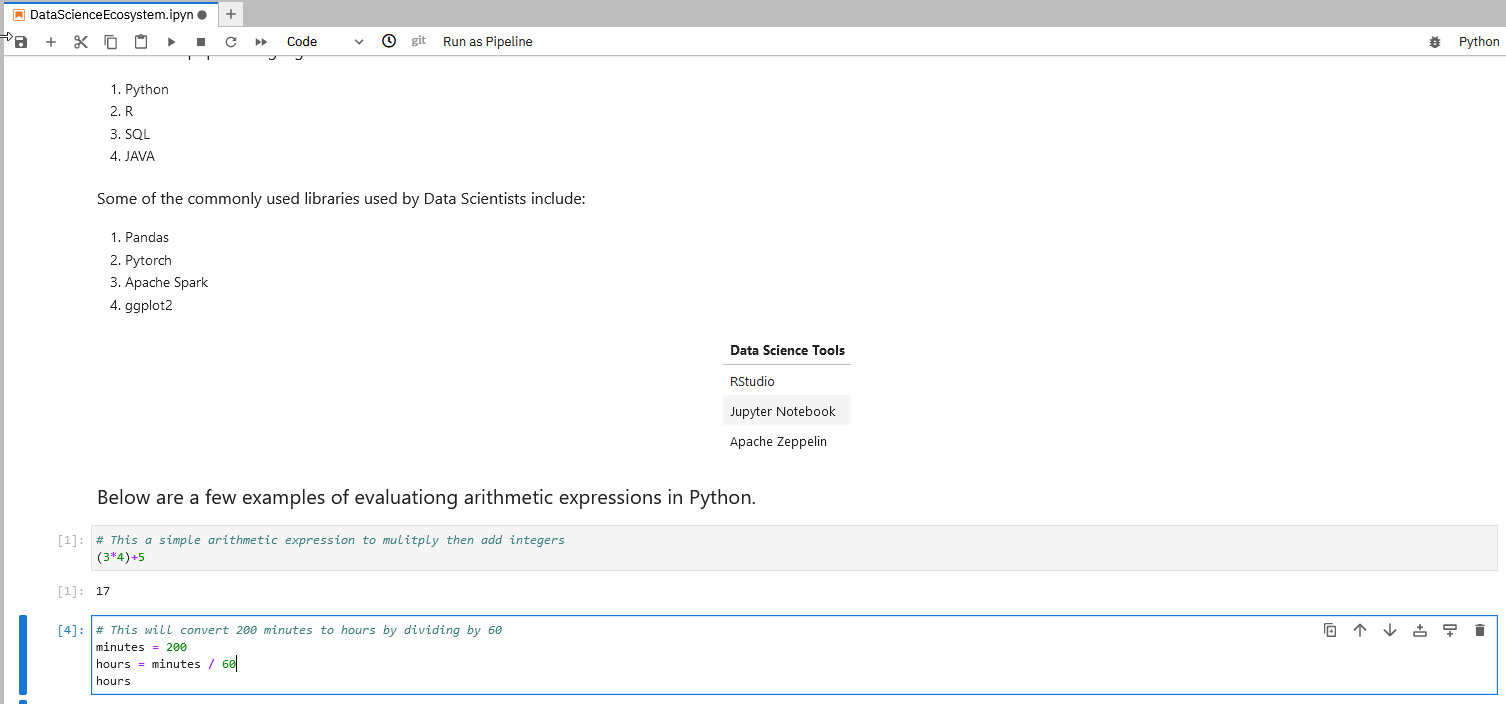 DataScienceEcosystem.ipyn
Code
git
Run as Pipeline
Python
1. Python
2. R
3. SQL
4. JAVA
Some of the commonly used libraries used by Data Scientists include:
1. Pandas
2. Pytorch
3. Apache Spark
4. ggplot2
Data Science Tools
RStudio
Jupyter Notebook
Apache Zeppelin
Below are a few examples of evaluationg arithmetic expressions in Python.
[1]: # This a simple arithmetic expression to mulitply then add integers
(3*4)+5
[1]: 17
[4]: # This will convert 200 minutes to hours by dividing by 60
minutes = 200
hours = minutes / 60
hours